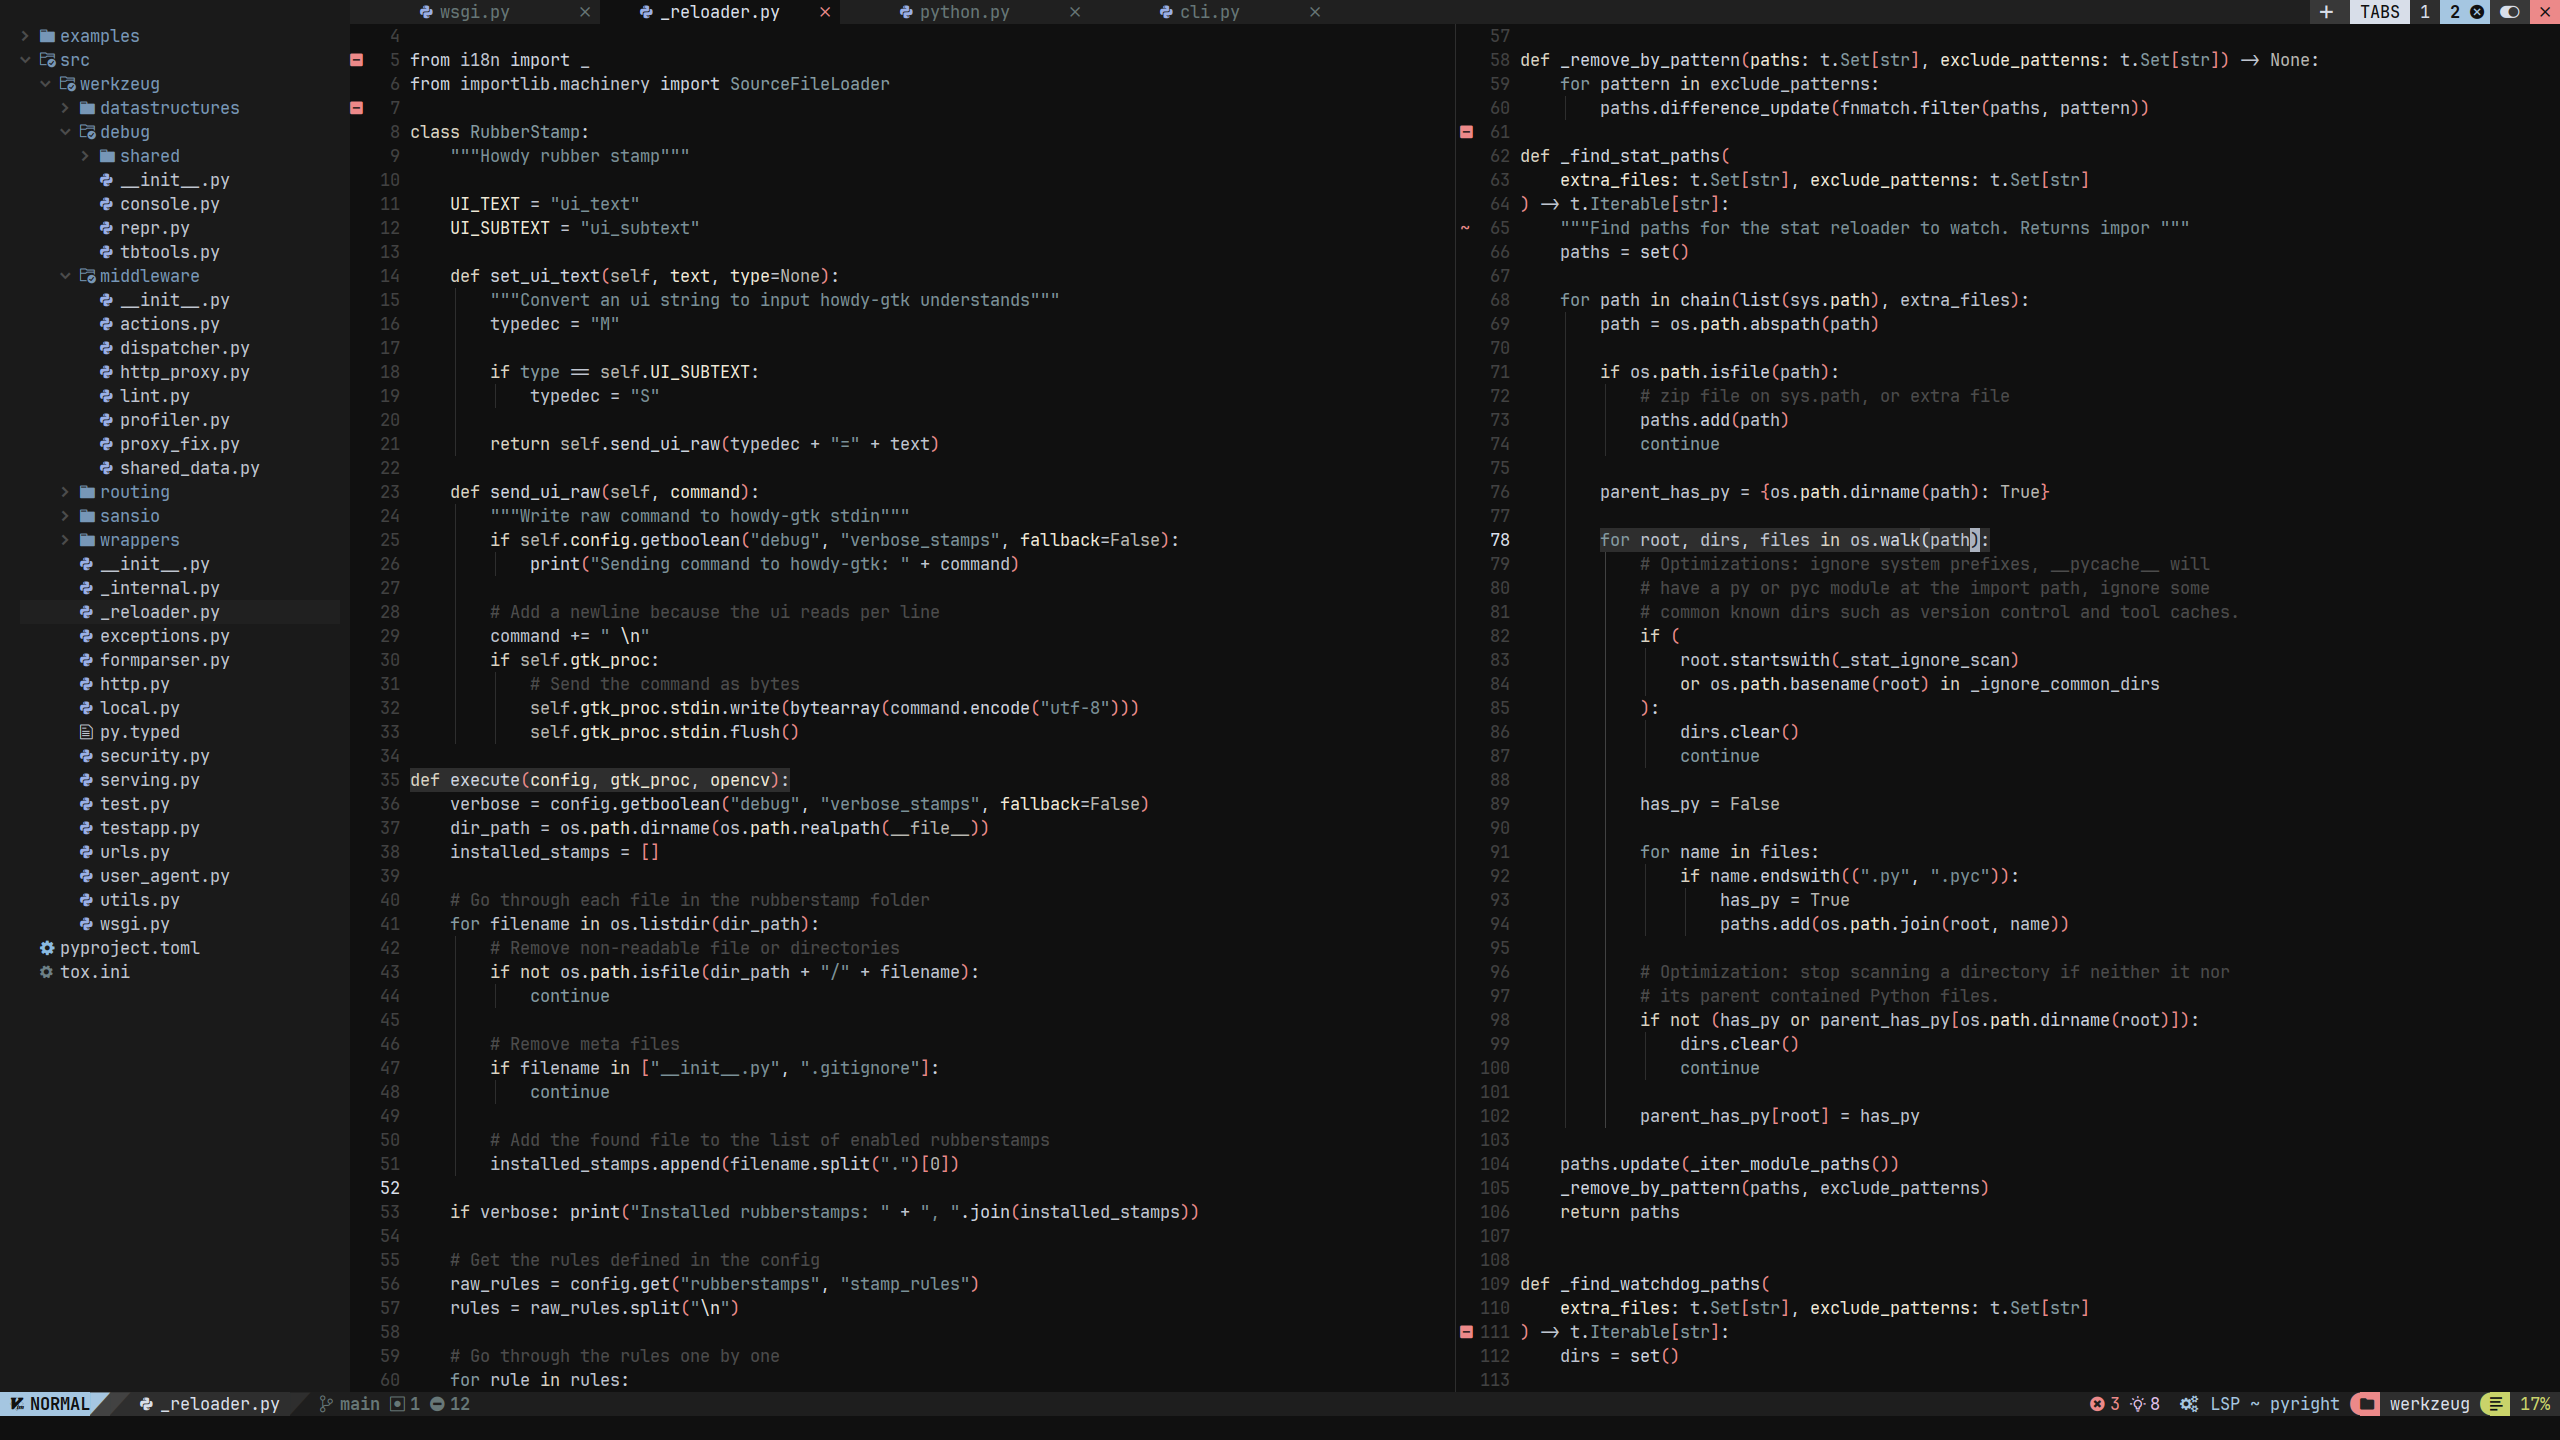 wsgi.py _reloader.py python.py cli.py TABS 1 2
examples
src
werkzeug
datastructures
debug
shared
__init__.py
console.py
repr.py
tbtools.py
middleware
__init__.py
actions.py
dispatcher.py
http_proxy.py
lint.py
profiler.py
proxy_fix.py
shared_data.py
routing
sansio
wrappers
__init__.py
_internal.py
_reloader.py
exceptions.py
formparser.py
http.py
local.py
py.typed
security.py
serving.py
test.py
testapp.py
urls.py
user_agent.py
utils.py
wsgi.py
pyproject.toml
tox.ini
4
5 from i18n import _
6 from importlib.machinery import SourceFileLoader
7
8 class RubberStamp:
9     """Howdy rubber stamp"""
10
11     UI_TEXT = "ui_text"
12     UI_SUBTEXT = "ui_subtext"
13
14     def set_ui_text(self, text, type=None):
15         """Convert an ui string to input howdy-gtk understands"""
16         typedec = "M"
17
18         if type == self.UI_SUBTEXT:
19             typedec = "S"
20
21         return self.send_ui_raw(typedec + "=" + text)
22
23     def send_ui_raw(self, command):
24         """Write raw command to howdy-gtk stdin"""
25         if self.config.getboolean("debug", "verbose_stamps", fallback=False):
26             print("Sending command to howdy-gtk: " + command)
27
28         # Add a newline because the ui reads per line
29         command += " \n"
30         if self.gtk_proc:
31             # Send the command as bytes
32             self.gtk_proc.stdin.write(bytearray(command.encode("utf-8")))
33             self.gtk_proc.stdin.flush()
34
35 def execute(config, gtk_proc, opencv):
36     verbose = config.getboolean("debug", "verbose_stamps", fallback=False)
37     dir_path = os.path.dirname(os.path.realpath(__file__))
38     installed_stamps = []
39
40     # Go through each file in the rubberstamp folder
41     for filename in os.listdir(dir_path):
42         # Remove non-readable file or directories
43         if not os.path.isfile(dir_path + "/" + filename):
44             continue
45
46         # Remove meta files
47         if filename in ["__init__.py", ".gitignore"]:
48             continue
49
50         # Add the found file to the list of enabled rubberstamps
51         installed_stamps.append(filename.split(".")[0])
52
53     if verbose: print("Installed rubberstamps: " + ", ".join(installed_stamps))
54
55     # Get the rules defined in the config
56     raw_rules = config.get("rubberstamps", "stamp_rules")
57     rules = raw_rules.split("\n")
58
59     # Go through the rules one by one
60     for rule in rules:
57
58 def _remove_by_pattern(paths: t.Set[str], exclude_patterns: t.Set[str]) -> None:
59     for pattern in exclude_patterns:
60         paths.difference_update(fnmatch.filter(paths, pattern))
61
62 def _find_stat_paths(
63     extra_files: t.Set[str], exclude_patterns: t.Set[str]
64 ) -> t.Iterable[str]:
~ 65     """Find paths for the stat reloader to watch. Returns impor """
66     paths = set()
67
68     for path in chain(list(sys.path), extra_files):
69         path = os.path.abspath(path)
70
71         if os.path.isfile(path):
72             # zip file on sys.path, or extra file
73             paths.add(path)
74             continue
75
76         parent_has_py = {os.path.dirname(path): True}
77
78         for root, dirs, files in os.walk(path):
79             # Optimizations: ignore system prefixes, __pycache__ will
80             # have a py or pyc module at the import path, ignore some
81             # common known dirs such as version control and tool caches.
82             if (
83                 root.startswith(_stat_ignore_scan)
84                 or os.path.basename(root) in _ignore_common_dirs
85             ):
86                 dirs.clear()
87                 continue
88
89             has_py = False
90
91             for name in files:
92                 if name.endswith((".py", ".pyc")):
93                     has_py = True
94                     paths.add(os.path.join(root, name))
95
96             # Optimization: stop scanning a directory if neither it nor
97             # its parent contained Python files.
98             if not (has_py or parent_has_py[os.path.dirname(root)]):
99                 dirs.clear()
100                 continue
101
102             parent_has_py[root] = has_py
103
104     paths.update(_iter_module_paths())
105     _remove_by_pattern(paths, exclude_patterns)
106     return paths
107
108
109 def _find_watchdog_paths(
110     extra_files: t.Set[str], exclude_patterns: t.Set[str]
111 ) -> t.Iterable[str]:
112     dirs = set()
113
NORMAL _reloader.py main 1 12 3 8 LSP ~ pyright werkzeug 17%